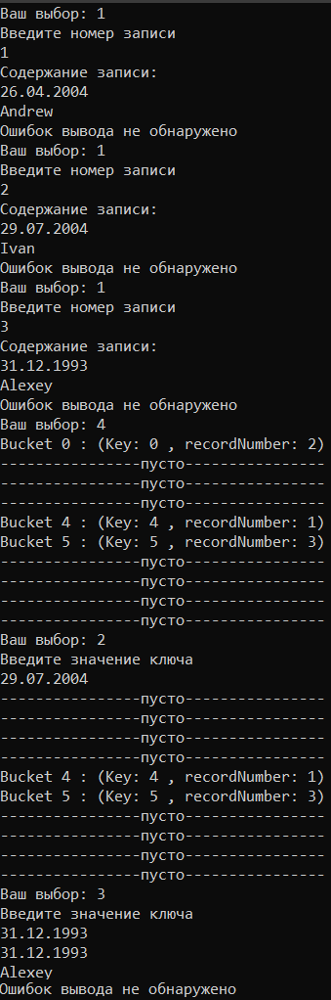 Ваш выбор: 1
Введите номер записи
1
Содержание записи:
26.04.2004
Andrew
Ошибок вывода не обнаружено
Ваш выбор: 1
Введите номер записи
2
Содержание записи:
29.07.2004
Ivan
Ошибок вывода не обнаружено
Ваш выбор: 1
Введите номер записи
3
Содержание записи:
31.12.1993
Alexey
Ошибок вывода не обнаружено
Ваш выбор: 4
Bucket 0 : (Key: 0 , recordNumber: 2)
----------------пусто----------------
----------------пусто----------------
----------------пусто----------------
Bucket 4 : (Key: 4 , recordNumber: 1)
Bucket 5 : (Key: 5 , recordNumber: 3)
----------------пусто----------------
----------------пусто----------------
----------------пусто----------------
----------------пусто----------------
Ваш выбор: 2
Введите значение ключа
29.07.2004
----------------пусто----------------
----------------пусто----------------
----------------пусто----------------
----------------пусто----------------
Bucket 4 : (Key: 4 , recordNumber: 1)
Bucket 5 : (Key: 5 , recordNumber: 3)
----------------пусто----------------
----------------пусто----------------
----------------пусто----------------
----------------пусто----------------
Ваш выбор: 3
Введите значение ключа
31.12.1993
31.12.1993
Alexey
Ошибок вывода не обнаружено